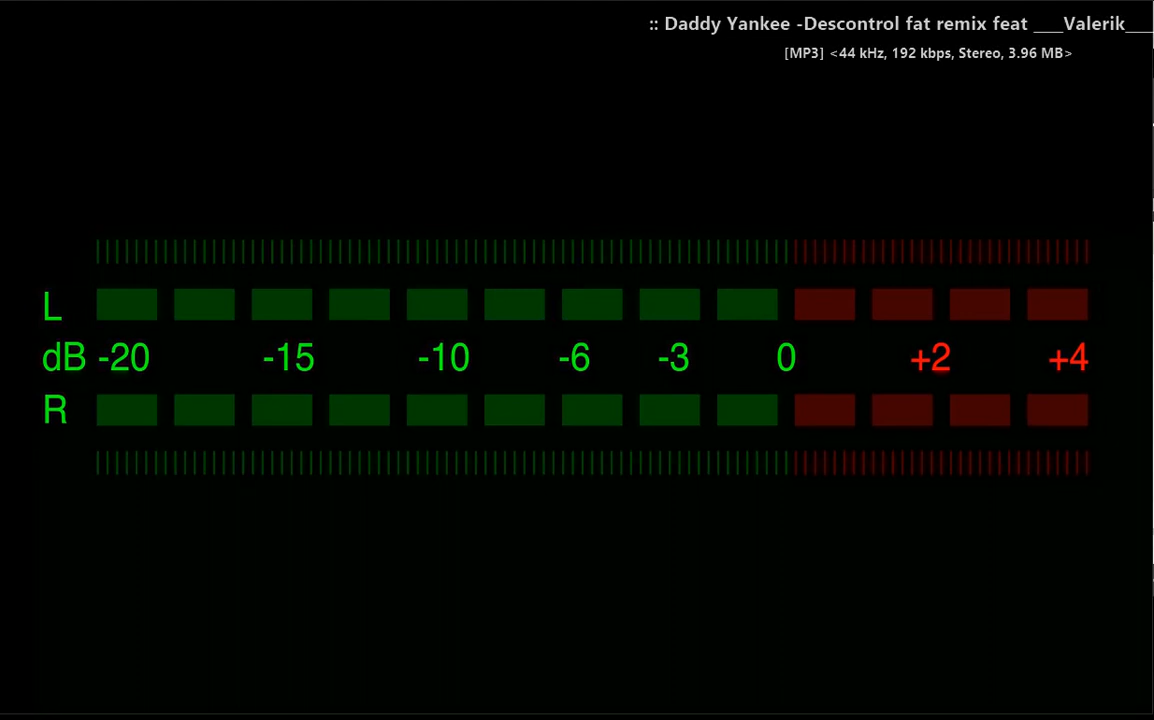 :: Daddy Yankee -Descontrol fat remix feat ___Valerik___
[MP3] <44 kHz, 192 kbps, Stereo, 3.96 MB>
L
dB -20 -15 -10 -6 -3 0 +2 +4
R